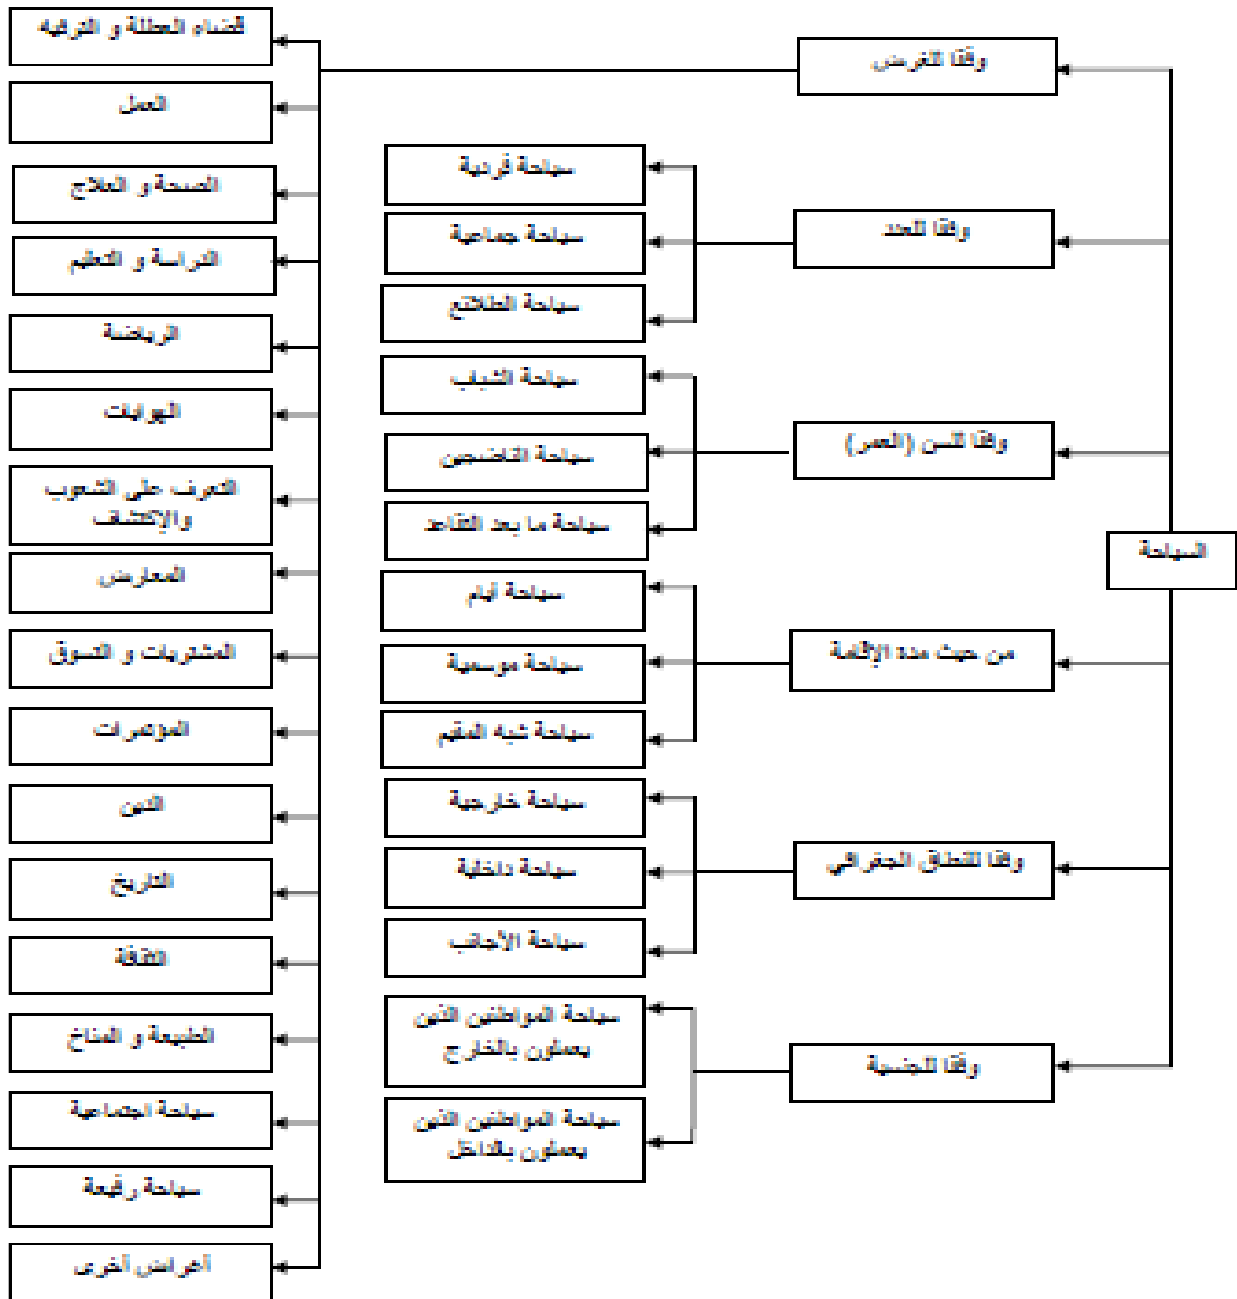 السياحة
وفقا للغرض
قضاء العطلة و الترفيه
العمل
الصحة و العلاج
الدراسة و التعليم
الرياضة
الهوايات
التعرف على الشعوب
والإكتشاف
المعارض
المشتريات و التسوق
المؤتمرات
الدين
التاريخ
الثقافة
الطبيعة و المناخ
سياحة اجتماعية
سياحة رفيعة
أغراض أخرى
وفقا للعدد
سياحة فردية
سياحة جماعية
سياحة الطلائع
وفقا للسن (العمر)
سياحة الشباب
سياحة الناضجين
سياحة ما بعد التقاعد
من حيث مدة الإقامة
سياحة أيام
سياحة موسمية
سياحة شبه المقيم
وفقا للنطاق الجغرافي
سياحة خارجية
سياحة داخلية
سياحة الأجانب
وفقا للجنسية
سياحة المواطنين الذين
يعملون بالخارج
سياحة المواطنين الذين
يعملون بالداخل